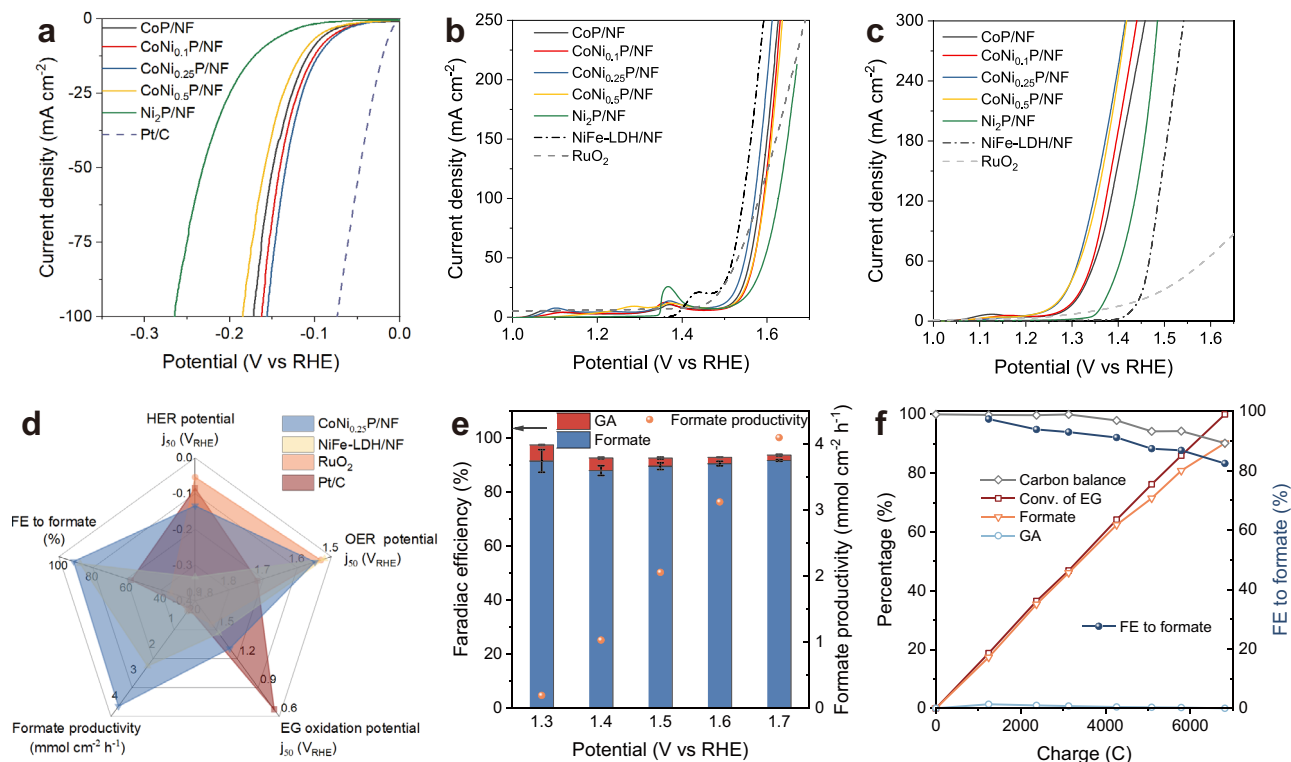 a
CoP/NF
CoNi0.1P/NF
CoNi0.25P/NF
CoNi0.5P/NF
Ni2P/NF
Pt/C
Current density (mA cm-2)
0
-25
-50
-75
-100
-0.3
-0.2
-0.1
0.0
Potential (V vs RHE)
b
CoP/NF
CoNi0.1P/NF
CoNi0.25P/NF
CoNi0.5P/NF
Ni2P/NF
NiFe-LDH/NF
RuO2
Current density (mA cm-2)
250
200
150
100
50
0
1.0
1.2
1.4
1.6
Potential (V vs RHE)
c
CoP/NF
CoNi0.1P/NF
CoNi0.25P/NF
CoNi0.5P/NF
Ni2P/NF
NiFe-LDH/NF
RuO2
Current density (mA cm-2)
300
240
180
120
60
0
1.0
1.1
1.2
1.3
1.4
1.5
1.6
Potential (V vs RHE)
d
HER potential
j50 (VRHE)
CoNi0.25P/NF
NiFe-LDH/NF
RuO2
Pt/C
0.0
-0.1
-0.2
-0.3
OER potential
j50 (VRHE)
1.5
1.6
1.7
1.8
FE to formate
(%)
100
80
60
40
Formate productivity
(mmol cm-2 h-1)
4
3
2
1
EG oxidation potential
j50 (VRHE)
1.5
1.2
0.9
0.6
e
GA
Formate
Formate productivity
Faradiac efficiency (%)
100
80
60
40
20
0
1.3
1.4
1.5
1.6
1.7
Potential (V vs RHE)
4
3
2
1
0
Formate productivity (mmol cm-2 h-1)
f
Carbon balance
Conv. of EG
Formate
GA
FE to formate
Percentage (%)
100
80
60
40
20
0
0
2000
4000
6000
Charge (C)
100
80
60
40
20
0
FE to formate (%)